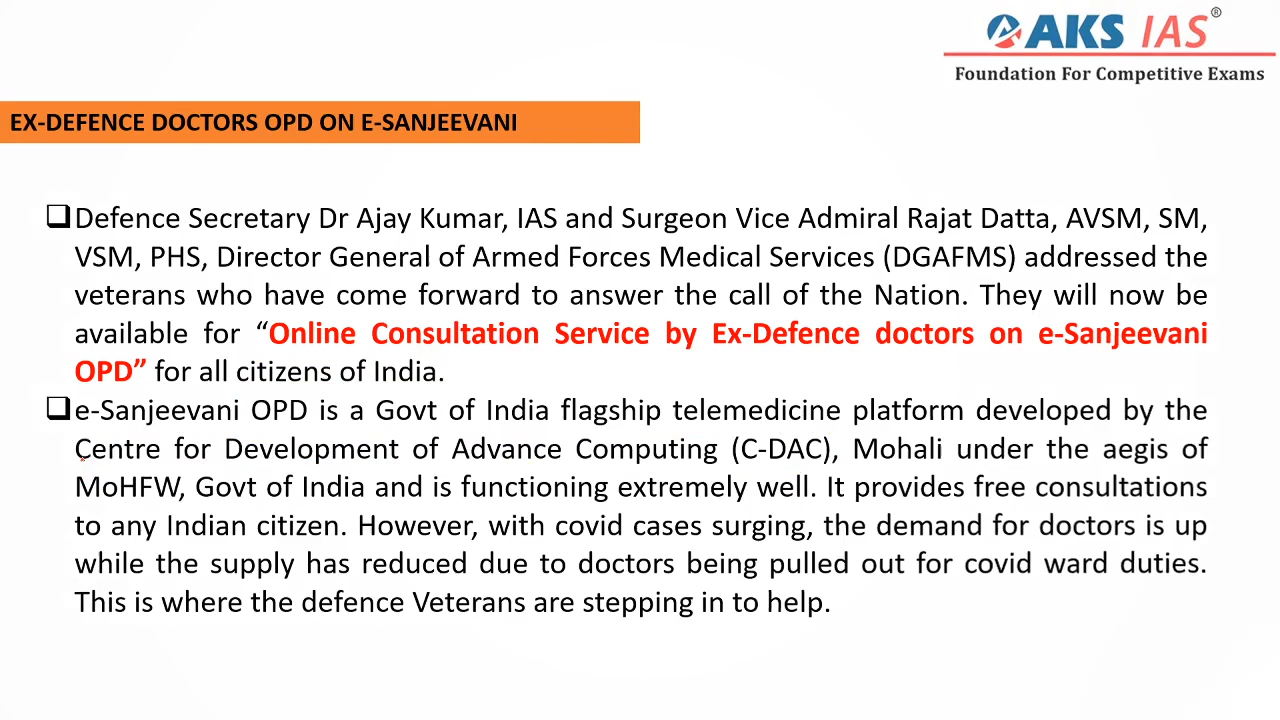 AKS IAS®
Foundation For Competitive Exams
EX-DEFENCE DOCTORS OPD ON E-SANJEEVANI
❑Defence Secretary Dr Ajay Kumar, IAS and Surgeon Vice Admiral Rajat Datta, AVSM, SM,
VSM, PHS, Director General of Armed Forces Medical Services (DGAFMS) addressed the
veterans who have come forward to answer the call of the Nation. They will now be
available for “Online Consultation Service by Ex-Defence doctors on e-Sanjeevani
OPD” for all citizens of India.
❑e-Sanjeevani OPD is a Govt of India flagship telemedicine platform developed by the
Centre for Development of Advance Computing (C-DAC), Mohali under the aegis of
MoHFW, Govt of India and is functioning extremely well. It provides free consultations
to any Indian citizen. However, with covid cases surging, the demand for doctors is up
while the supply has reduced due to doctors being pulled out for covid ward duties.
This is where the defence Veterans are stepping in to help.